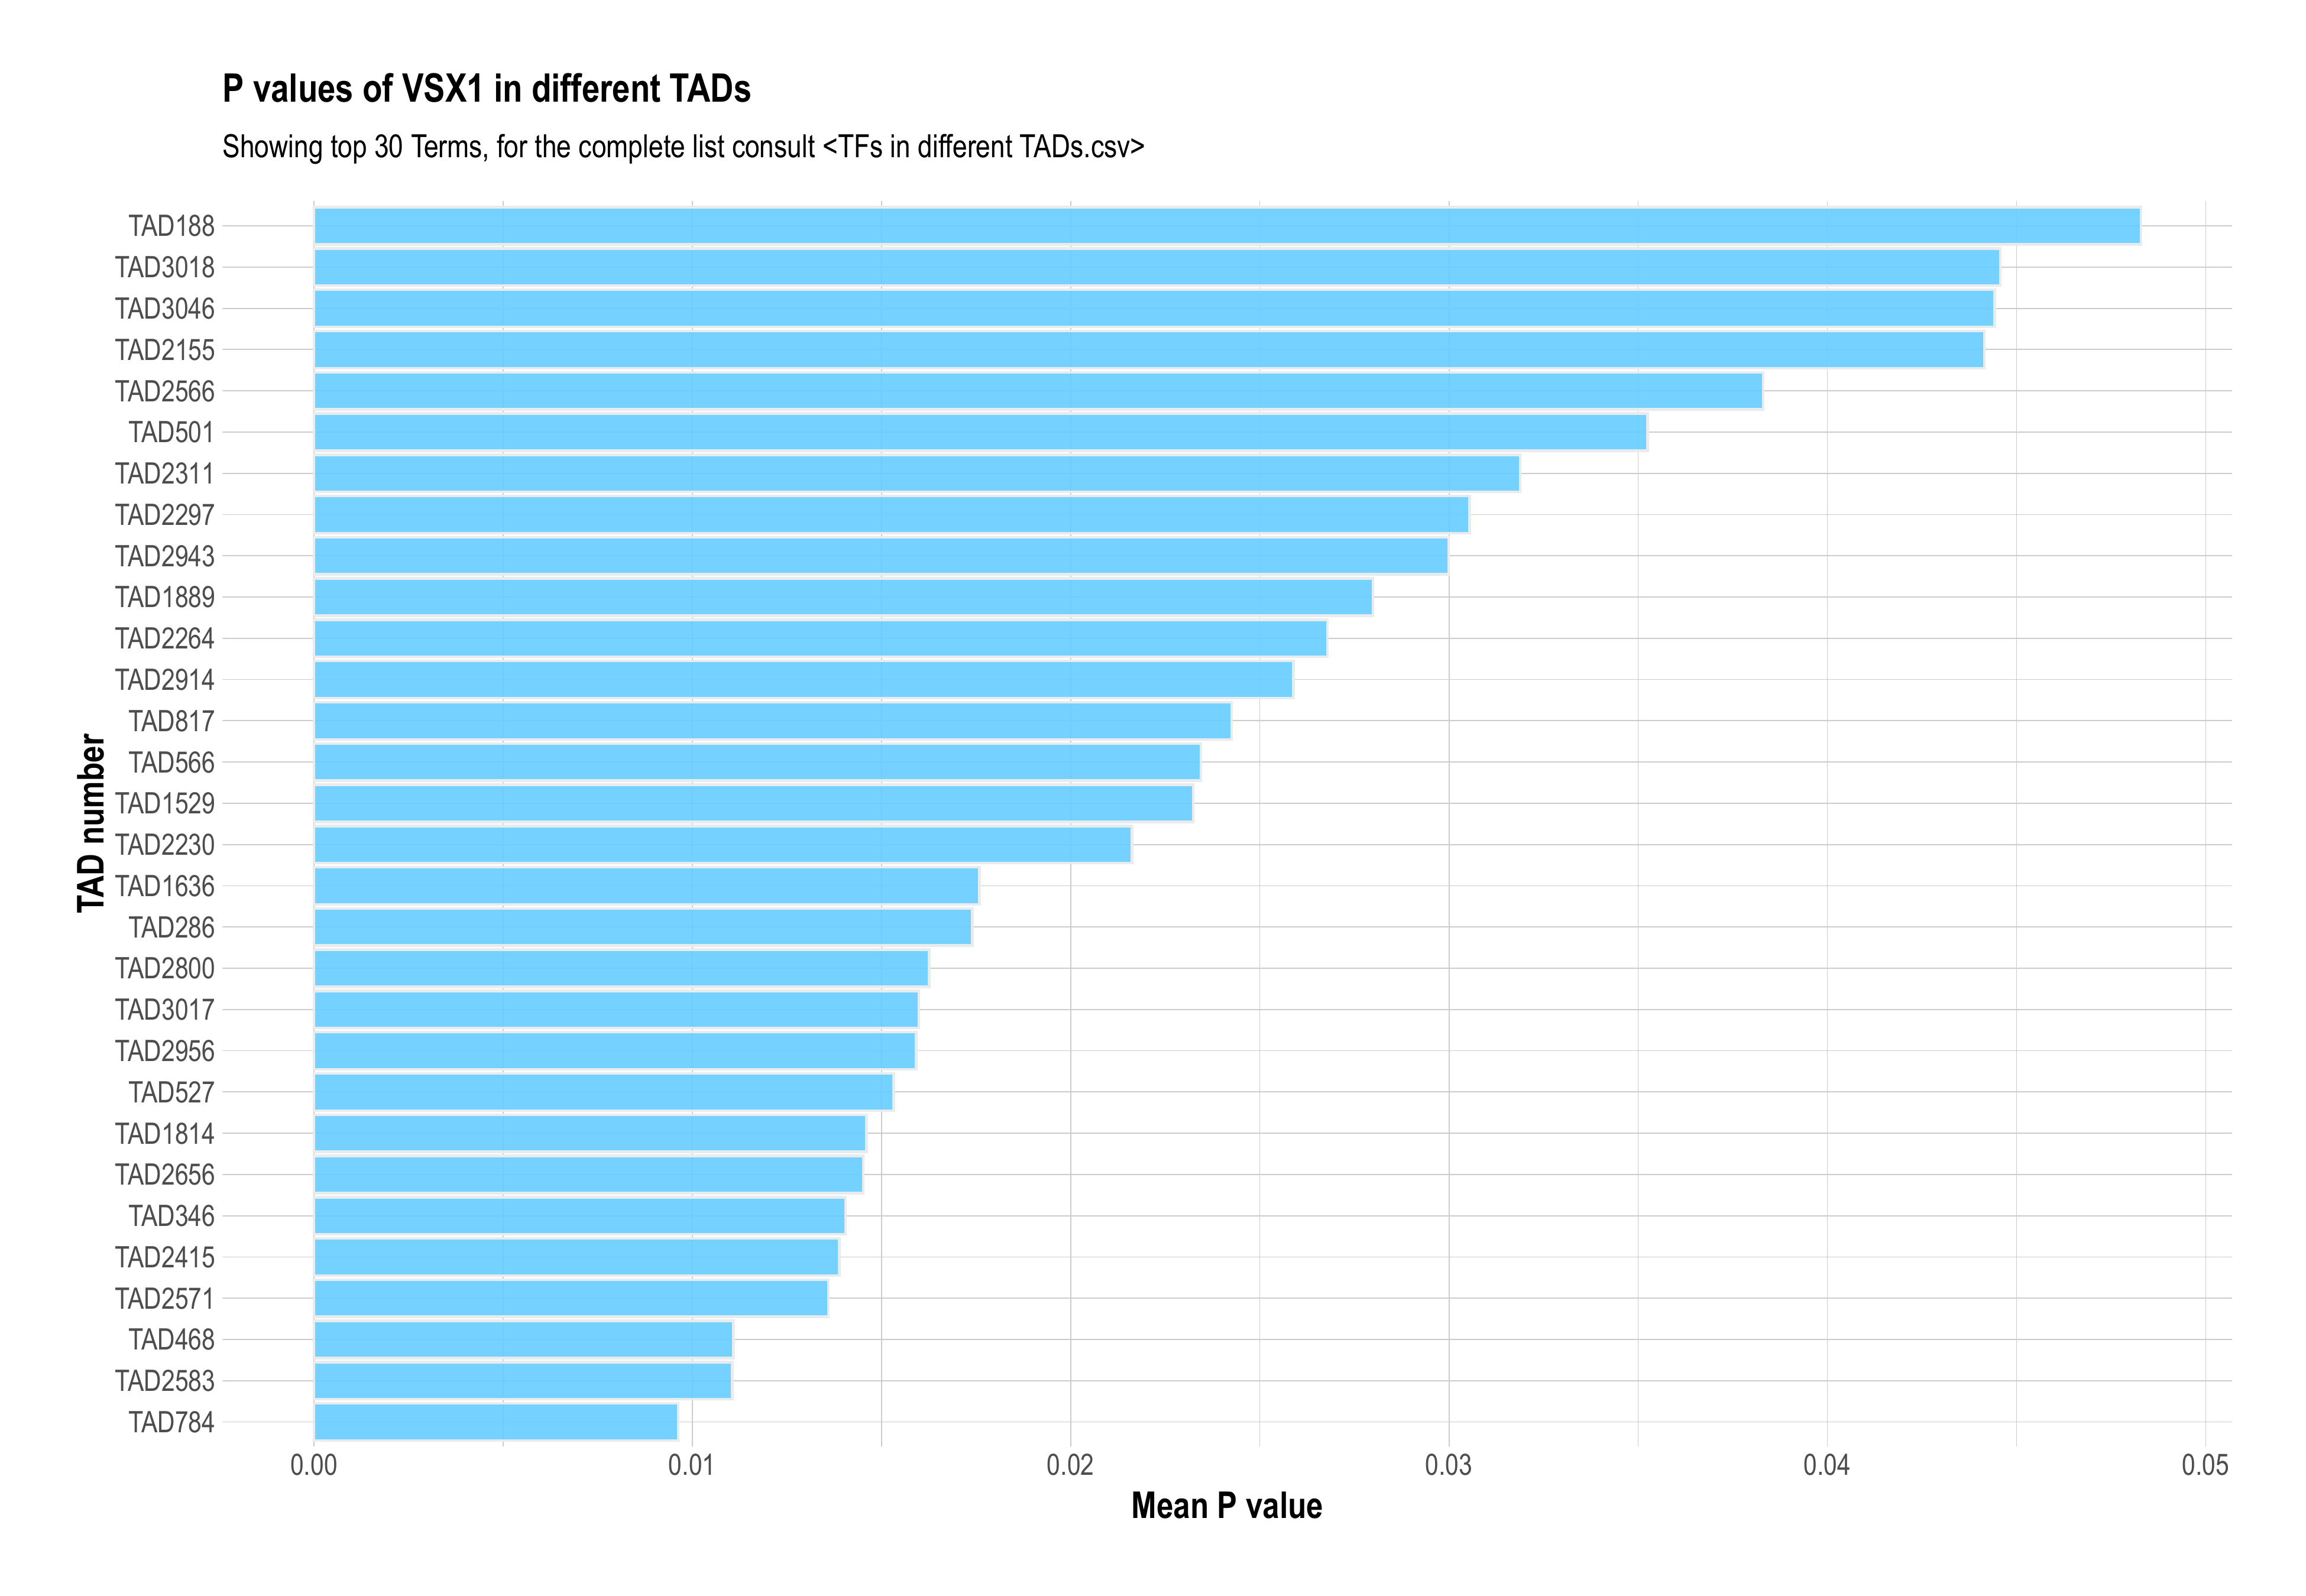 P values of VSX1 in different TADs
Showing top 30 Terms, for the complete list consult <TFs in different TADs.csv>
TAD number
TAD188
TAD3018
TAD3046
TAD2155
TAD2566
TAD501
TAD2311
TAD2297
TAD2943
TAD1889
TAD2264
TAD2914
TAD817
TAD566
TAD1529
TAD2230
TAD1636
TAD286
TAD2800
TAD3017
TAD2956
TAD527
TAD1814
TAD2656
TAD346
TAD2415
TAD2571
TAD468
TAD2583
TAD784
0.00 0.01 0.02 0.03 0.04 0.05
Mean P value